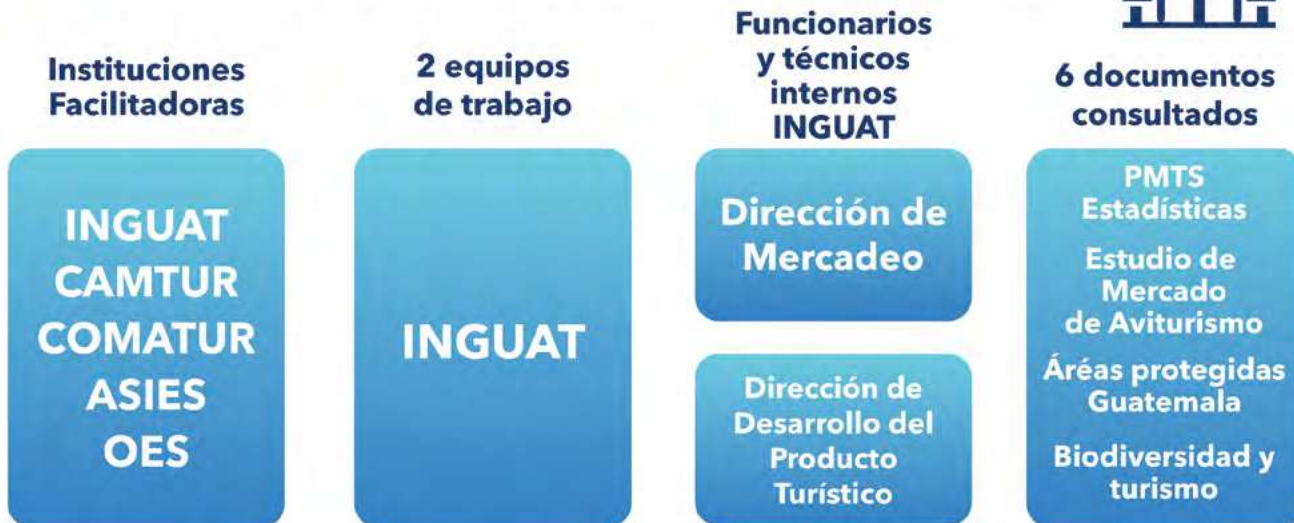 Instituciones
Facilitadoras
INGUAT
CAMTUR
COMATUR
ASIES
OES
2 equipos
de trabajo
INGUAT
Funcionarios
y técnicos
internos
INGUAT
Dirección de
Mercadeo
Dirección de
Desarrollo del
Producto
Turístico
6 documentos
consultados
PMTS
Estadísticas
Estudio de
Mercado
de Aviturismo
Áréas protegidas
Guatemala
Biodiversidad y
turismo